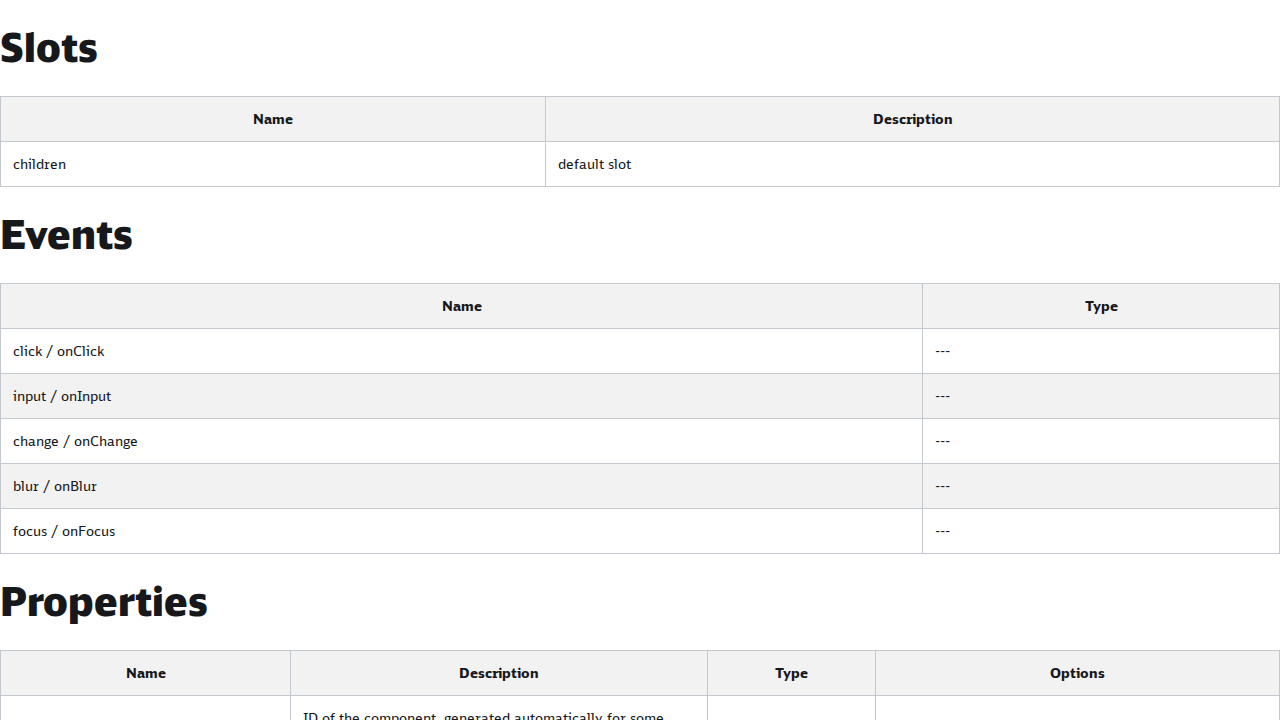 Slots
Name Description
children default slot
Events
Name Type
click / onClick ---
input / onInput ---
change / onChange ---
blur / onBlur ---
focus / onFocus ---
Properties
Name Description Type Options
ID of the component, generated automatically for some